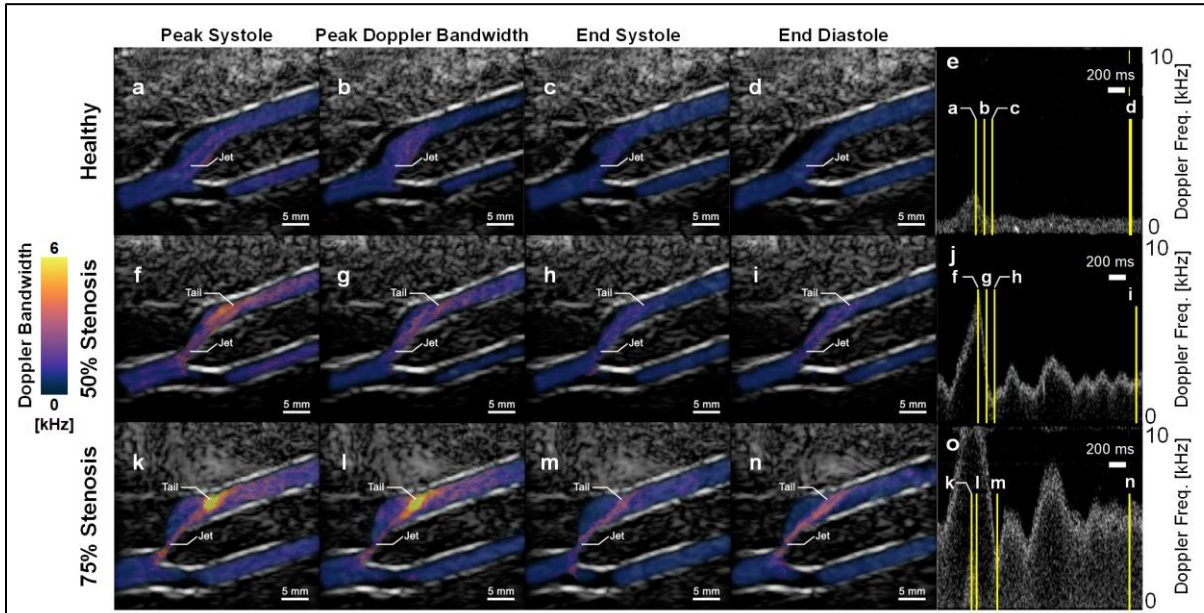 Peak Systole Peak Doppler Bandwidth End Systole End Diastole
Healthy
a b c d e
Jet Jet Jet Jet
5 mm 5 mm 5 mm 5 mm
10
200 ms
a b c d
0
Doppler Freq. [kHz]
Doppler Bandwidth
6
0
[kHz]
50% Stenosis
f g h i j
Tail Tail Tail Tail
Jet Jet Jet Jet
5 mm 5 mm 5 mm 5 mm
10
200 ms
f g h i
0
Doppler Freq. [kHz]
75% Stenosis
k l m n o
Tail Tail Tail Tail
Jet Jet Jet Jet
5 mm 5 mm 5 mm 5 mm
10
200 ms
k l m n
0
Doppler Freq. [kHz]